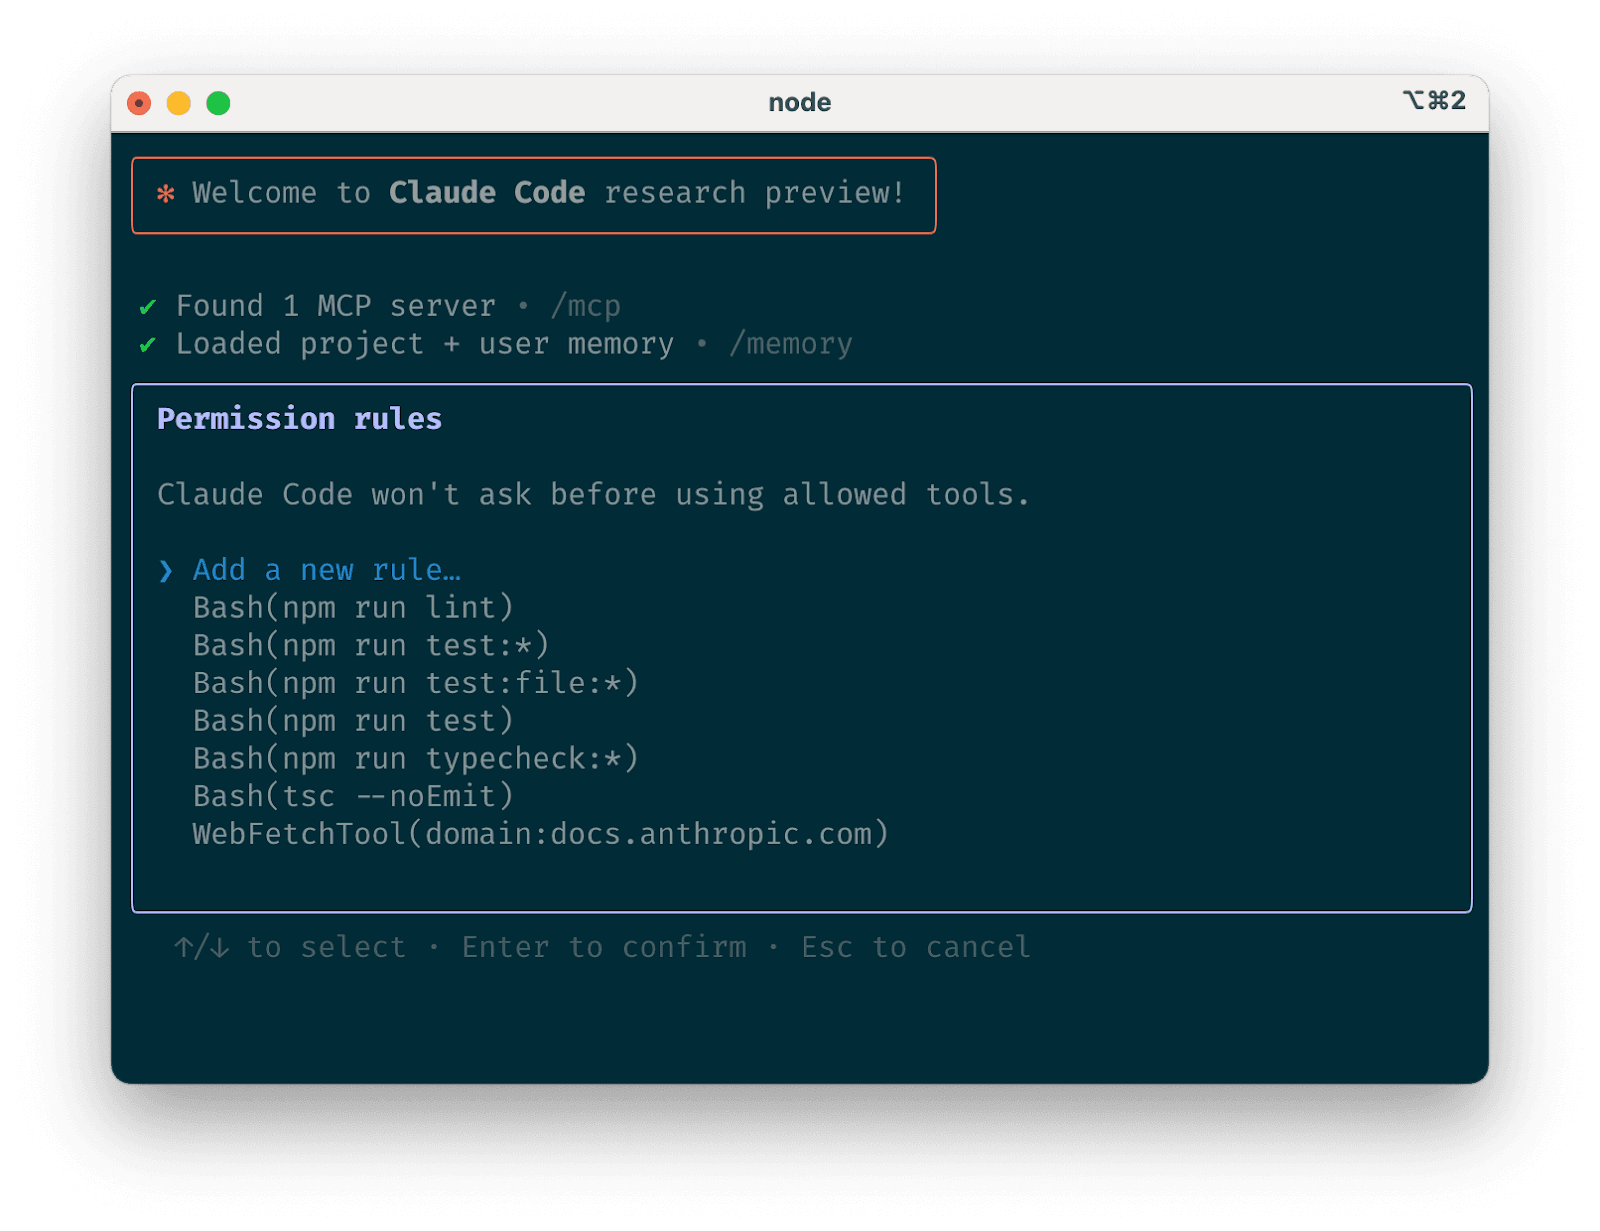 node
⌥⌘2
✻ Welcome to Claude Code research preview!
✔ Found 1 MCP server • /mcp
✔ Loaded project + user memory • /memory
Permission rules
Claude Code won't ask before using allowed tools.
❯ Add a new rule…
Bash(npm run lint)
Bash(npm run test:*)
Bash(npm run test:file:*)
Bash(npm run test)
Bash(npm run typecheck:*)
Bash(tsc --noEmit)
WebFetchTool(domain:docs.anthropic.com)
↑/↓ to select · Enter to confirm · Esc to cancel